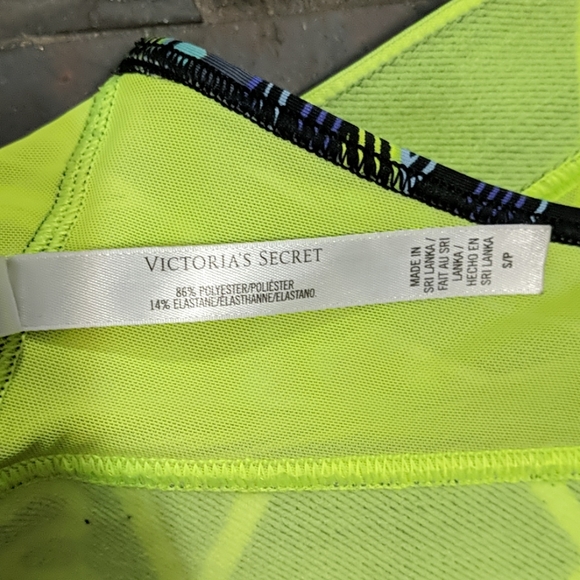 VICTORIA'S SECRET
86% POLYESTER/POLIÉSTER
14% ELASTANE/ÉLASTHANNE/ELASTANO.
MADE IN
SRI LANKA /
FAIT AU SRI
LANKA /
HECHO EN
SRI LANKA
S/P